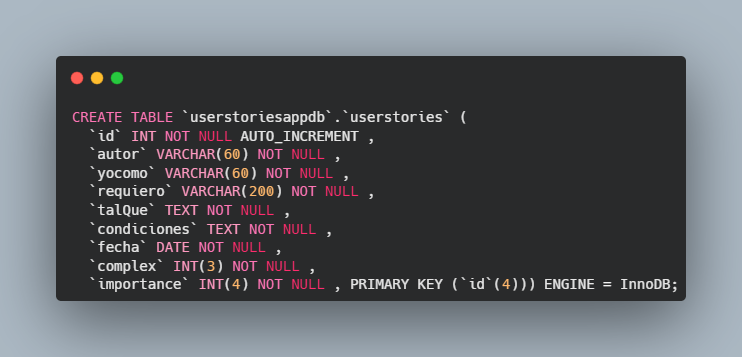 CREATE TABLE `userstoriesappdb`.`userstories` (
`id` INT NOT NULL AUTO_INCREMENT ,
`autor` VARCHAR(60) NOT NULL ,
`yocomo` VARCHAR(60) NOT NULL ,
`requiero` VARCHAR(200) NOT NULL ,
`talQue` TEXT NOT NULL ,
`condiciones` TEXT NOT NULL ,
`fecha` DATE NOT NULL ,
`complex` INT(3) NOT NULL ,
`importance` INT(4) NOT NULL , PRIMARY KEY (`id`(4))) ENGINE = InnoDB;